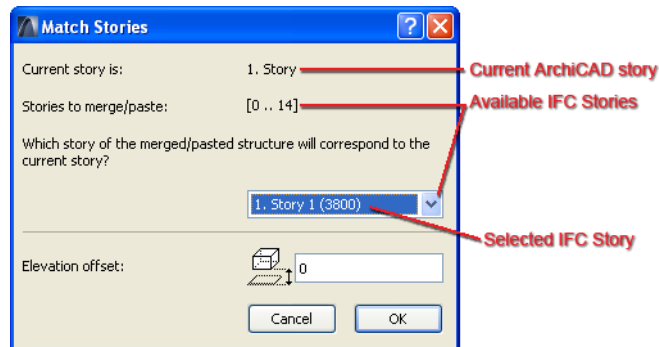 Match Stories
Current story is: 1. Story Current ArchiCAD story
Stories to merge/paste: [0 .. 14] Available IFC Stories
Which story of the merged/pasted structure will correspond to the
current story?
1. Story 1 (3800)
Selected IFC Story
Elevation offset: 0
Cancel OK